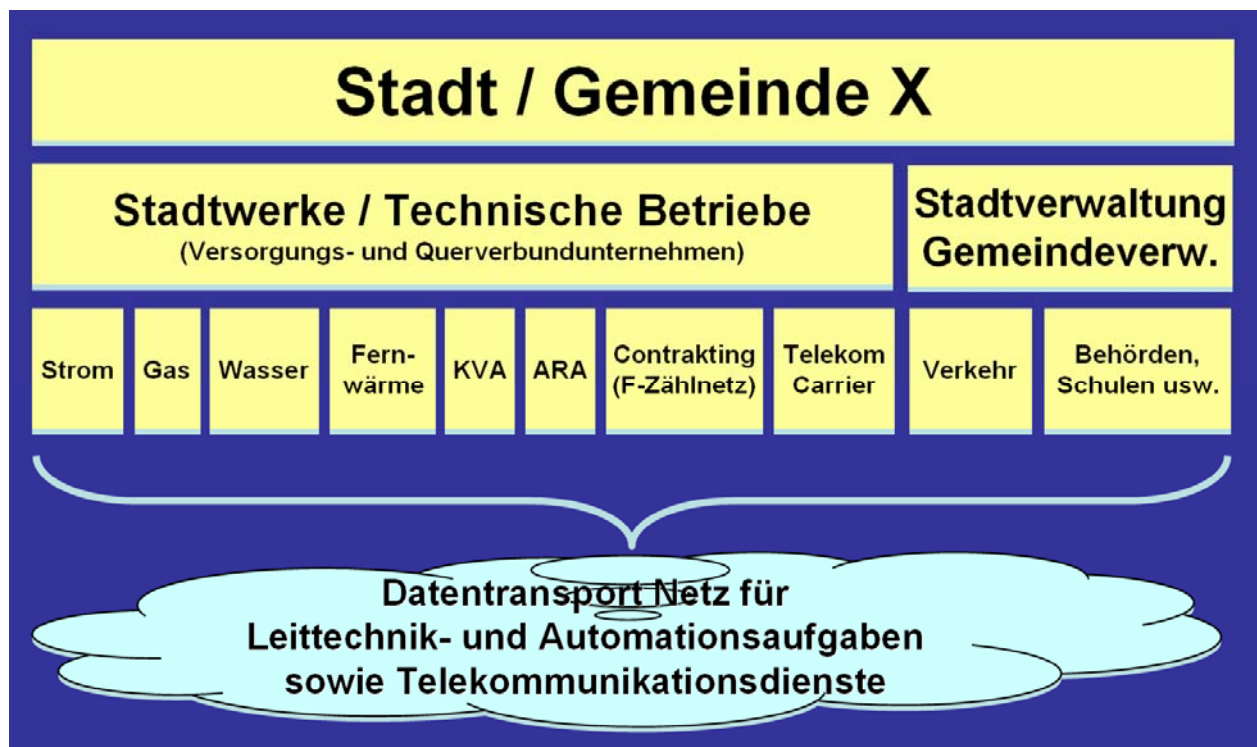 Stadt / Gemeinde X
Stadtwerke / Technische Betriebe
(Versorgungs- und Querverbundunternehmen)
Stadtverwaltung
Gemeindeverw.
Strom
Gas
Wasser
Fern-
wärme
KVA
ARA
Contrakting
(F-Zählnetz)
Telekom
Carrier
Verkehr
Behörden,
Schulen usw.
Datentransport Netz für
Leittechnik- und Automationsaufgaben
sowie Telekommunikationsdienste